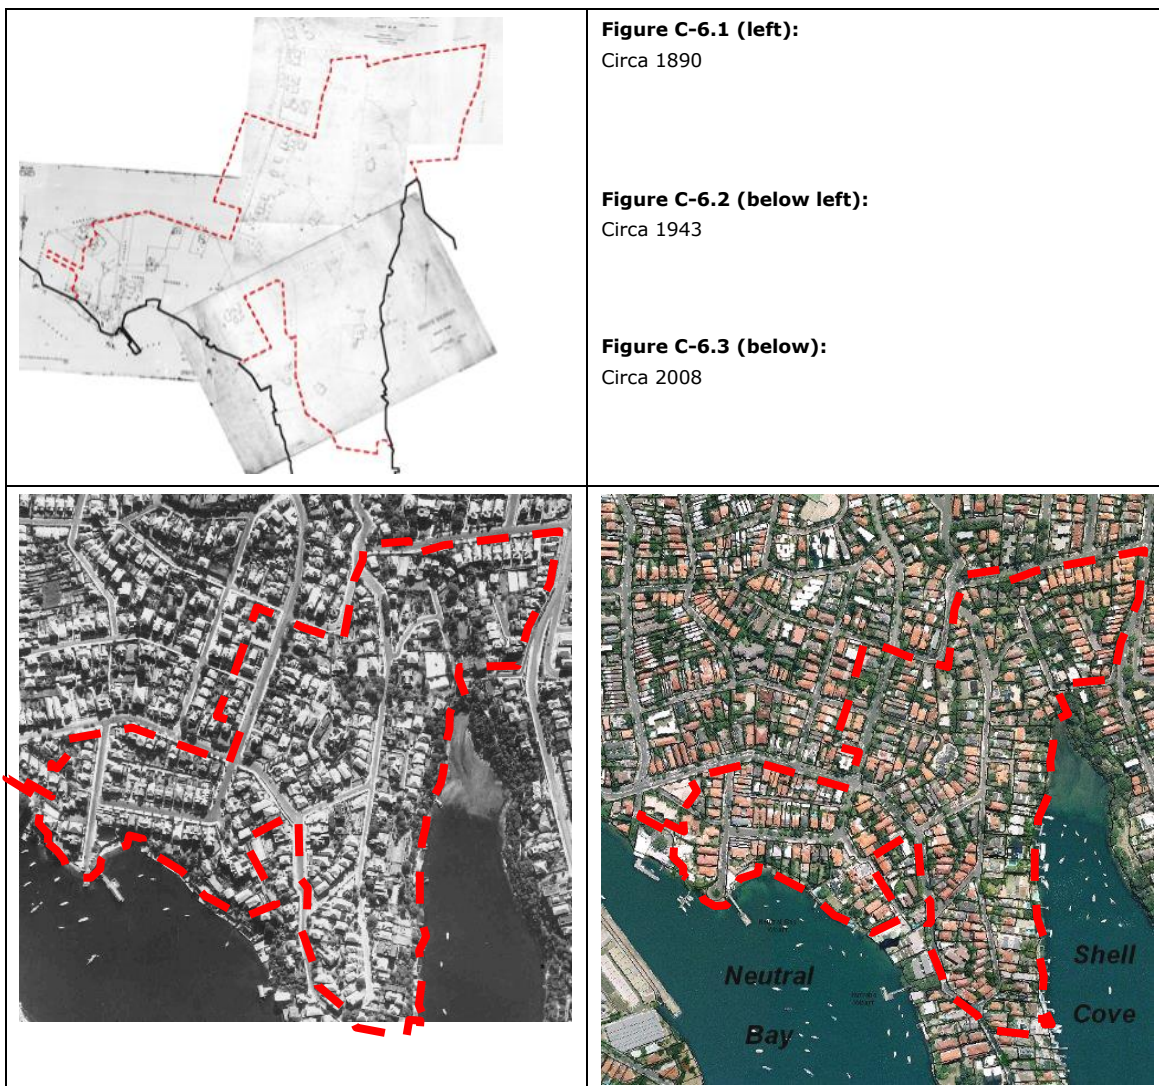 Figure C-6.1 (left):
Circa 1890
Figure C-6.2 (below left):
Circa 1943
Figure C-6.3 (below):
Circa 2008
Neutral
Bay
Shell
Cove